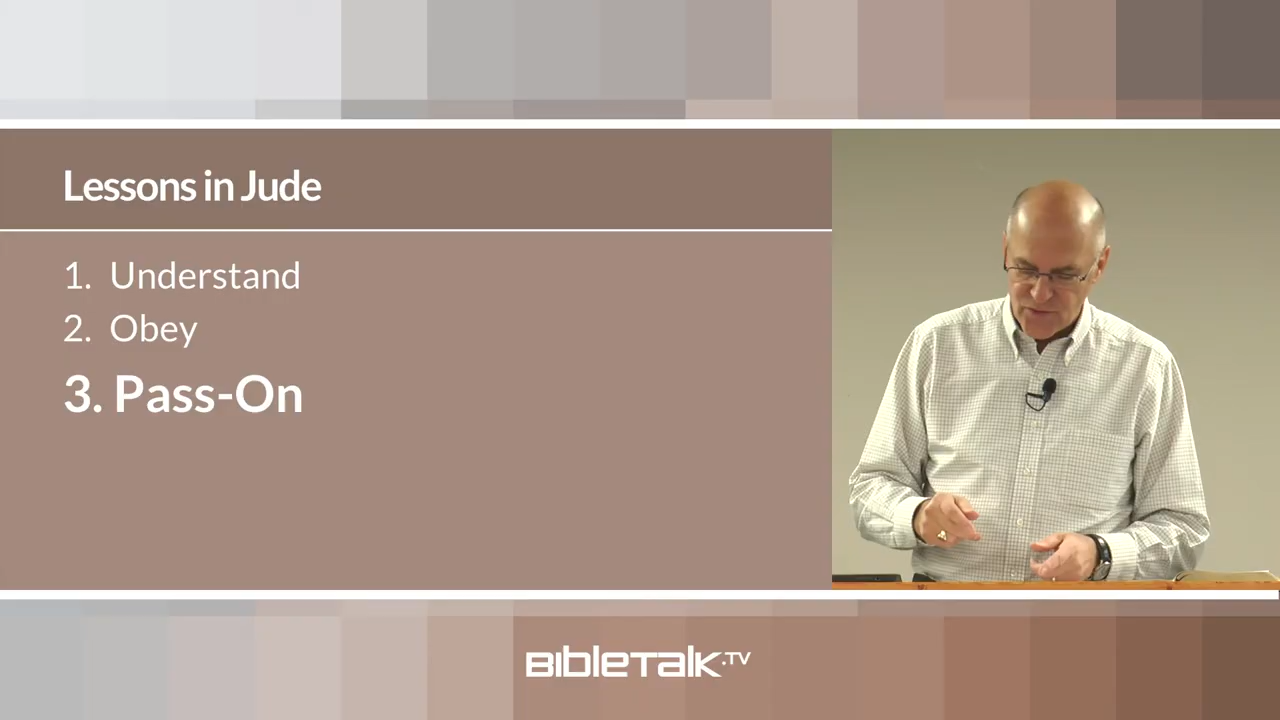 Lessons in Jude
1. Understand
2. Obey
3. Pass-On
BIBLETALK.TV